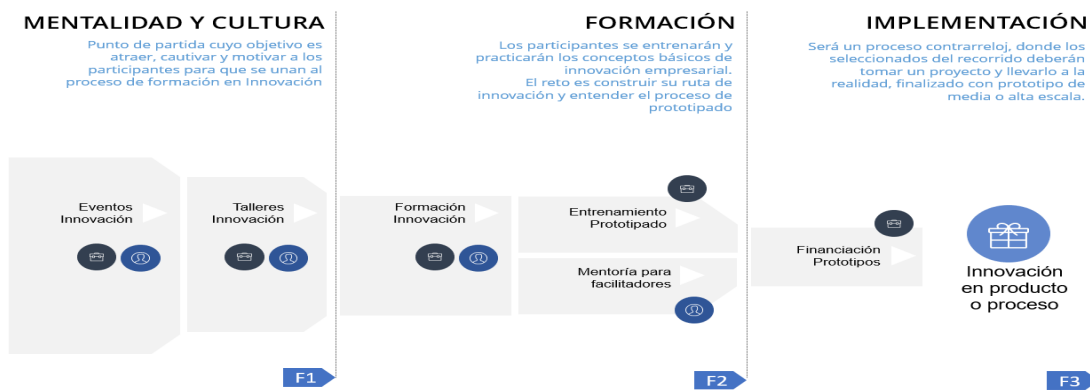 MENTALIDAD Y CULTURA
Punto de partida cuyo objetivo es
atraer, cautivar y motivar a los
participantes para que se unan al
proceso de formación en Innovación
Eventos
Innovación
Talleres
Innovación
F1
FORMACIÓN
Los participantes se entrenarán y
practicarán los conceptos básicos de
innovación empresarial.
El reto es construir su ruta de
innovación y entender el proceso de
prototipado
Formación
Innovación
Entrenamiento
Prototipado
Mentoría para
facilitadores
F2
IMPLEMENTACIÓN
Será un proceso contrarreloj, donde los
seleccionados del recorrido deberán
tomar un proyecto y llevarlo a la
realidad, finalizado con prototipo de
media o alta escala.
Financiación
Prototipos
Innovación
en producto
o proceso
F3